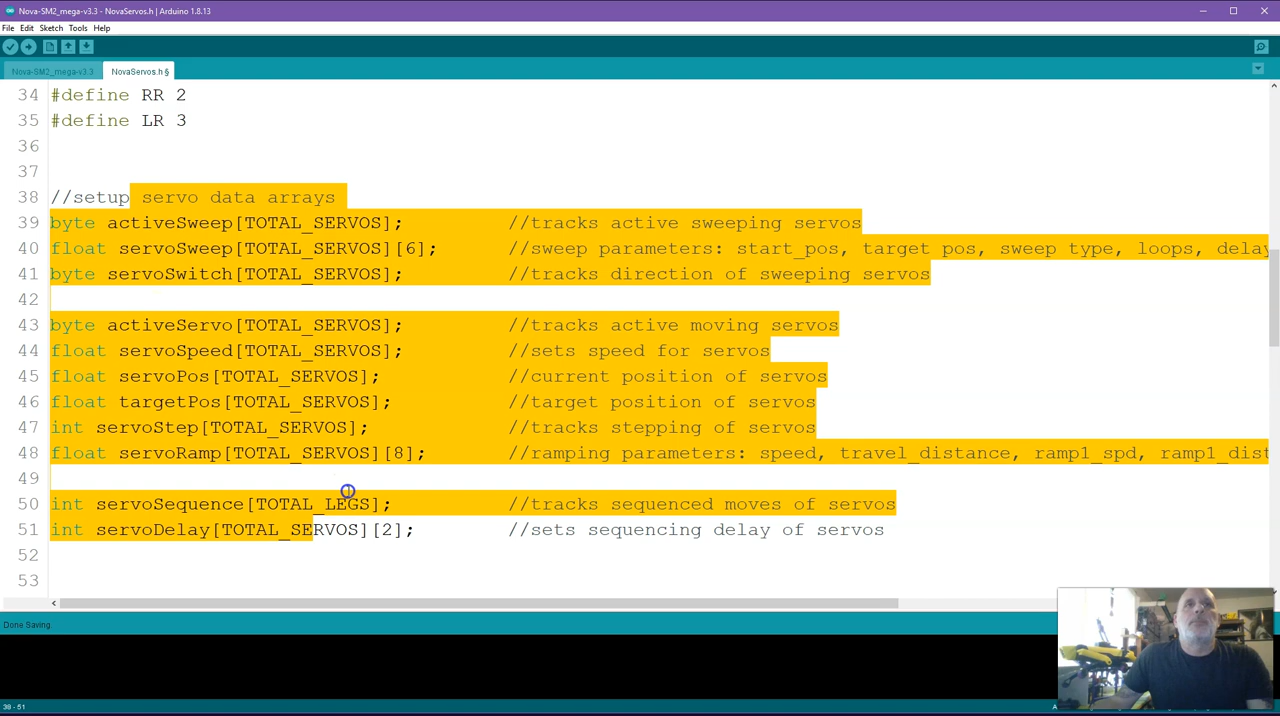 Nova-SM2_mega-v3.3 - NovaServos.h | Arduino 1.8.13
File Edit Sketch Tools Help
Nova-SM2_mega-v3.3 NovaServos.h §
34 #define RR 2
35 #define LR 3
36
37
38 //setup servo data arrays
39 byte activeSweep[TOTAL_SERVOS]; //tracks active sweeping servos
40 float servoSweep[TOTAL_SERVOS][6]; //sweep parameters: start_pos, target pos, sweep type, loops, delay
41 byte servoSwitch[TOTAL_SERVOS]; //tracks direction of sweeping servos
42
43 byte activeServo[TOTAL_SERVOS]; //tracks active moving servos
44 float servoSpeed[TOTAL_SERVOS]; //sets speed for servos
45 float servoPos[TOTAL_SERVOS]; //current position of servos
46 float targetPos[TOTAL_SERVOS]; //target position of servos
47 int servoStep[TOTAL_SERVOS]; //tracks stepping of servos
48 float servoRamp[TOTAL_SERVOS][8]; //ramping parameters: speed, travel_distance, ramp1_spd, ramp1_dist
49
50 int servoSequence[TOTAL_LEGS]; //tracks sequenced moves of servos
51 int servoDelay[TOTAL_SERVOS][2]; //sets sequencing delay of servos
52
53
Done Saving.
38 - 51